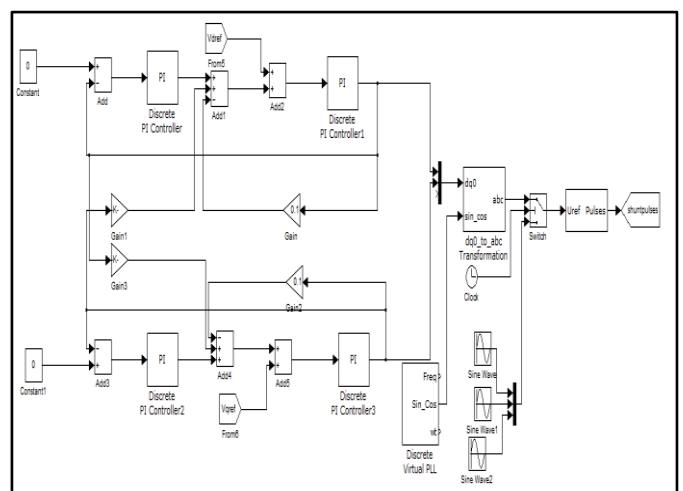 Vdref
From5
0
Constant
+
−
Add
PI
Discrete
PI Controller
+
+
−
Add1
+
+
Add2
PI
Discrete
PI Controller1
K-
Gain1
0.1
Gain
K-
Gain3
0.1
Gain2
dq0
sin_cos
abc
dq0_to_abc
Transformation
Switch
Uref Pulses
shuntpulses
Clock
0
Constant1
−
+
Add3
PI
Discrete
PI Controller2
−
+
+
Add4
+
+
Add5
PI
Discrete
PI Controller3
Vqref
From6
Freq
Sin_Cos
wt
Discrete
Virtual PLL
Sine Wave
Sine Wave1
Sine Wave2